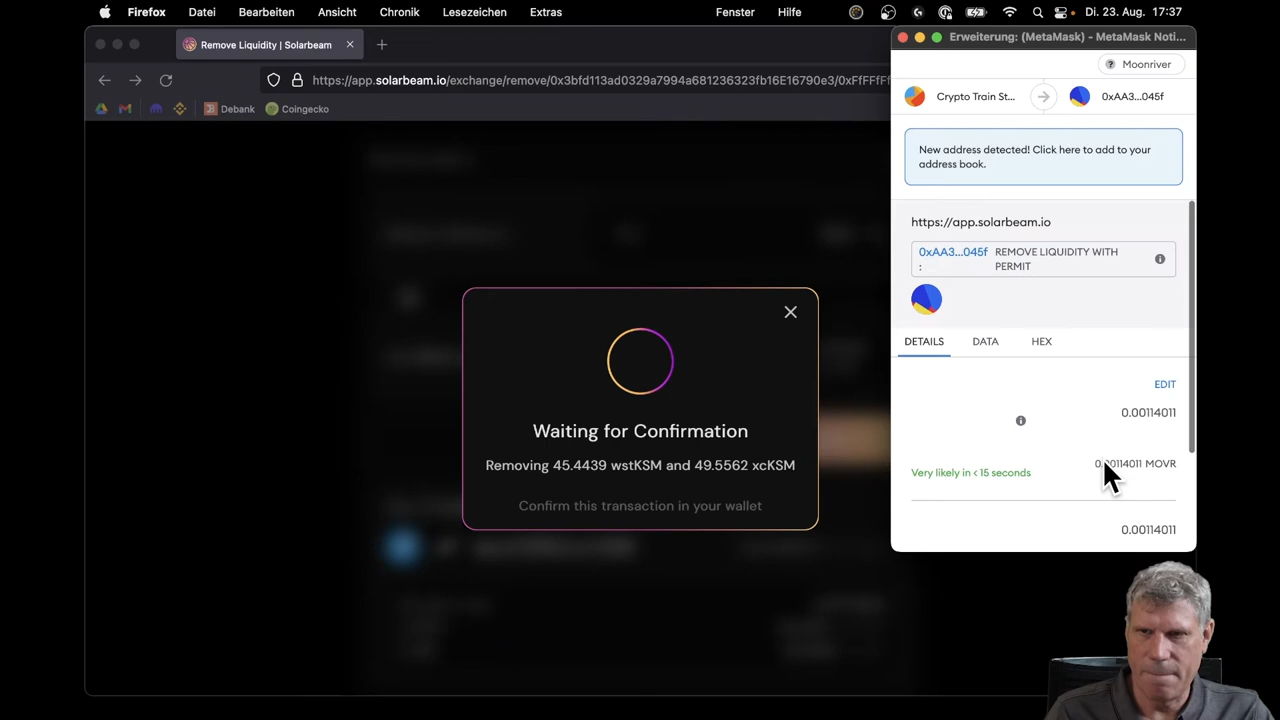 Firefox Datei Bearbeiten Ansicht Chronik Lesezeichen Extras Fenster Hilfe Di. 23. Aug. 17:37
Remove Liquidity | Solarbeam
https://app.solarbeam.io/exchange/remove/0x3bfd113ad0329a7994a681236323fb16E16790e3/0xFfFFfFf
Debank Coingecko
Waiting for Confirmation
Removing 45.4439 wstKSM and 49.5562 xcKSM
Confirm this transaction in your wallet
Erweiterung: (MetaMask) - MetaMask Noti...
Moonriver
Crypto Train St... 0xAA3...045f
New address detected! Click here to add to your
address book.
https://app.solarbeam.io
0xAA3...045f REMOVE LIQUIDITY WITH
: PERMIT
DETAILS DATA HEX
EDIT
0.00114011
0.00114011 MOVR
Very likely in < 15 seconds
0.00114011